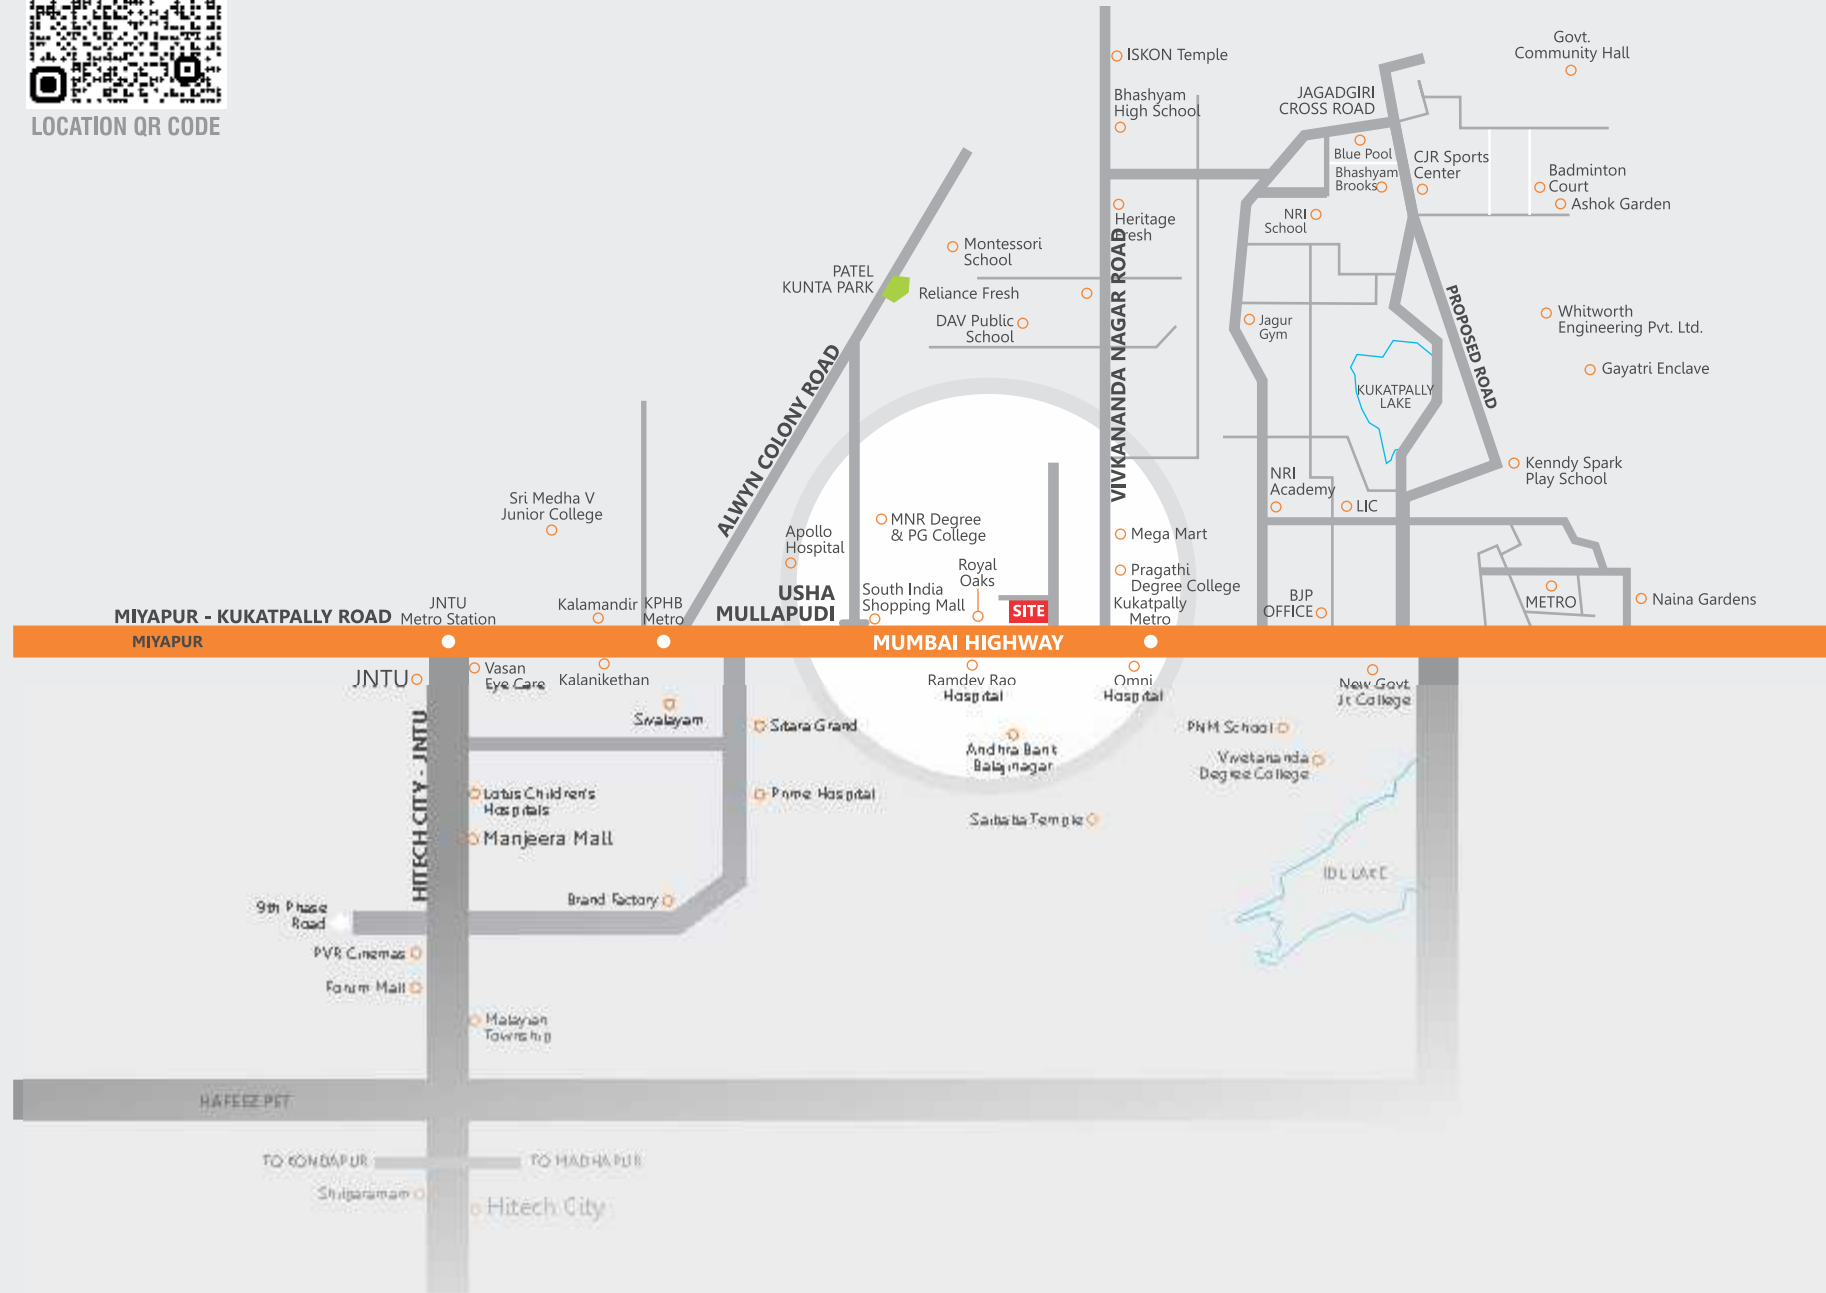 LOCATION QR CODE
ISKON Temple
Bhashyam
High School
Govt.
Community Hall
JAGADGIRI
CROSS ROAD
Blue Pool
Bhashyam
Brooks
CJR Sports
Center
Badminton
Court
Ashok Garden
NRI
School
Heritage
Fresh
Montessori
School
PATEL
KUNTA PARK
Reliance Fresh
DAV Public
School
VIVKANANDA NAGAR ROAD
Jagur
Gym
PROPOSED ROAD
Whitworth
Engineering Pvt. Ltd.
Gayatri Enclave
KUKATPALLY
LAKE
ALWYN COLONY ROAD
Kenndy Spark
Play School
NRI
Academy
LIC
Sri Medha V
Junior College
Apollo
Hospital
MNR Degree
& PG College
Mega Mart
Royal
Oaks
Pragathi
Degree College
USHA
MULLAPUDI
South India
Shopping Mall
SITE
Kukatpally
Metro
BJP
OFFICE
METRO
Naina Gardens
MIYAPUR - KUKATPALLY ROAD
JNTU
Metro Station
Kalamandir
KPHB
Metro
MIYAPUR
MUMBAI HIGHWAY
JNTU
Vasan
Eye Care
Kalanikethan
Ramdev Rao
Hospital
Omni
Hospital
New Govt.
Jr College
Sivalayam
Sitara Grand
PNM School
Andhra Bank
Balajinagar
Vivekananda
Degree College
HITECH CITY - JNTU
Lotus Children's
Hospitals
Prime Hospital
Saibaba Temple
Manjeera Mall
IDL LAKE
Brand Factory
9th Phase
Road
PVR Cinemas
Forum Mall
Malaysian
Township
HAFEEZPET
TO KONDAPUR
TO MADHAPUR
Shilparamam
Hitech City